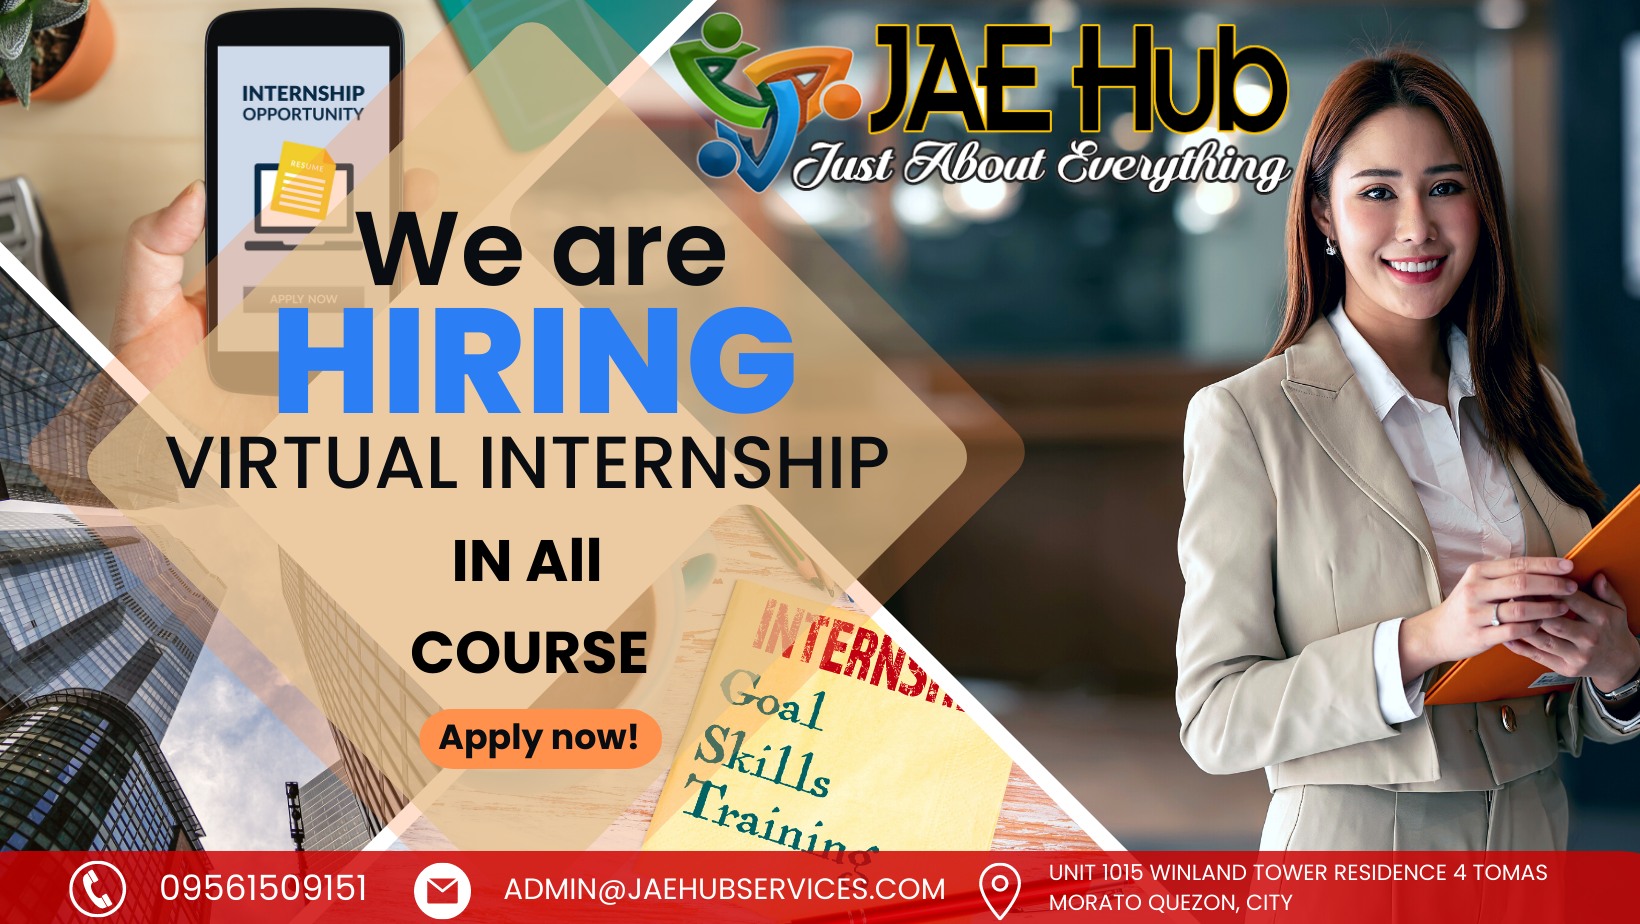 INTERNSHIP
OPPORTUNITY
RESUME
APPLY NOW
JAE Hub
Just About Everything
We are
HIRING
VIRTUAL INTERNSHIP
IN All
COURSE
Apply now!
Goal
Skills
Training
09561509151
ADMIN@JAEHUBSERVICES.COM
UNIT 1015 WINLAND TOWER RESIDENCE 4 TOMAS
MORATO QUEZON, CITY